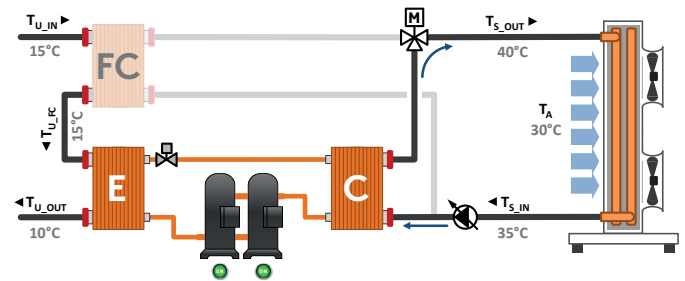 M
T_U_IN ►
15°C
T_S_OUT ►
40°C
FC
T_A
30°C
◄ T_U_FC
15°C
E
C
◄ T_U_OUT
10°C
◄ T_S_IN
35°C
ON
ON